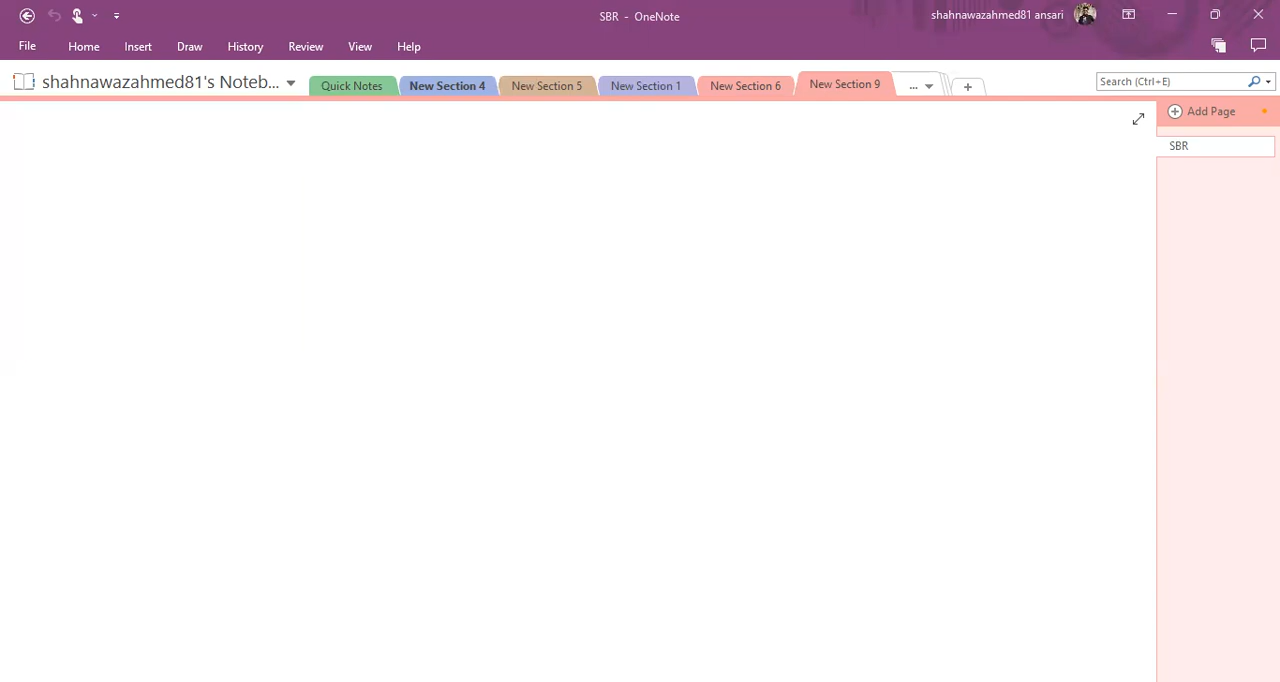 SBR - OneNote
shahnawazahmed81 ansari
File Home Insert Draw History Review View Help
shahnawazahmed81's Noteb...
Quick Notes New Section 4 New Section 5 New Section 1 New Section 6 New Section 9 ...
Search (Ctrl+E)
Add Page
SBR